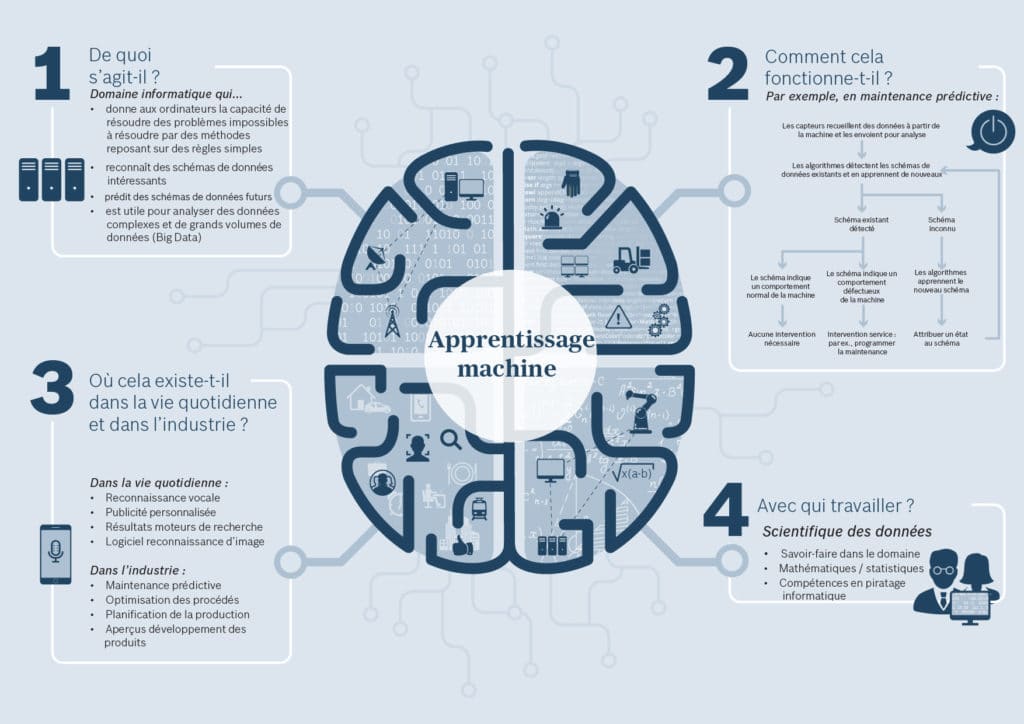 1
De quoi
s’agit-il ?
Domaine informatique qui...
• donne aux ordinateurs la capacité de
résoudre des problèmes impossibles
à résoudre par des méthodes
reposant sur des règles simples
• reconnaît des schémas de données
intéressants
• prédit des schémas de données futurs
• est utile pour analyser des données
complexes et de grands volumes de
données (Big Data)
2
Comment cela
fonctionne-t-il ?
Par exemple, en maintenance prédictive :
Les capteurs recueillent des données à partir de
la machine et les envoient pour analyse
Les algorithmes détectent les schémas de
données existants et en apprennent de nouveaux
Schéma existant
détecté
Schéma
inconnu
Le schéma indique
un comportement
normal de la machine
Le schéma indique un
comportement
défectueux
de la machine
Les algorithmes
apprennent le
nouveau schéma
Aucune intervention
nécessaire
Intervention service :
par ex., programmer
la maintenance
Attribuer un état
au schéma
Apprentissage
machine
3
Où cela existe-t-il
dans la vie quotidienne
et dans l’industrie ?
Dans la vie quotidienne :
• Reconnaissance vocale
• Publicité personnalisée
• Résultats moteurs de recherche
• Logiciel reconnaissance d’image
Dans l’industrie :
• Maintenance prédictive
• Optimisation des procédés
• Planification de la production
• Aperçus développement des
produits
√x(a-b)
4
Avec qui travailler ?
Scientifique des données
• Savoir-faire dans le domaine
• Mathématiques / statistiques
• Compétences en piratage
informatique